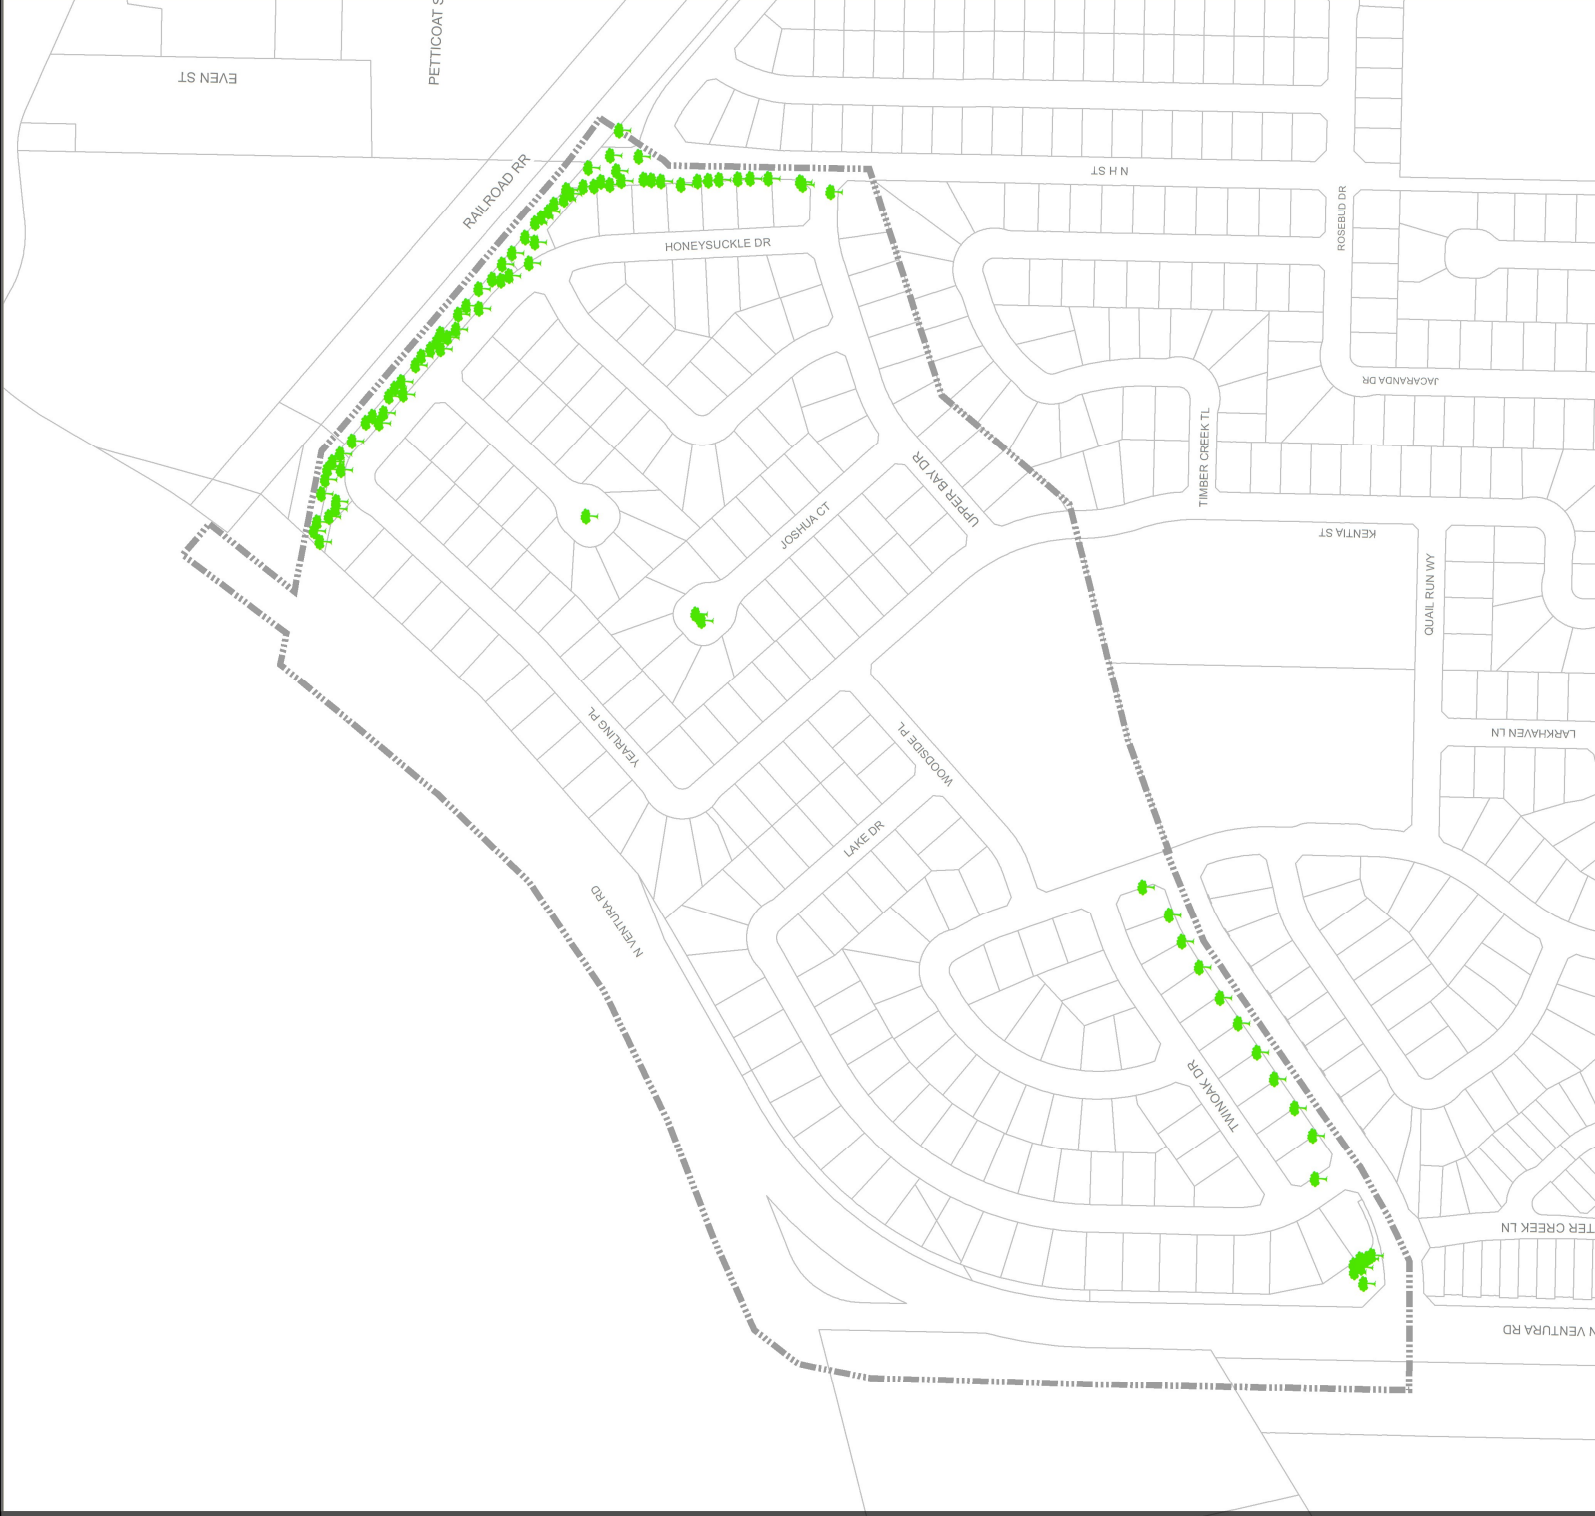 PETTICOAT S
EVEN ST
RAILROAD RR
N H ST
ROSEBUD DR
HONEYSUCKLE DR
JACARANDA DR
TIMBER CREEK TL
UPPER BAY DR
JOSHUA CT
KENTIA ST
QUAIL RUN WY
YEARLING PL
WOODSIDE PL
LARKHAVEN LN
LAKE DR
N VENTURA RD
TWINOAK DR
TER CREEK LN
N VENTURA RD